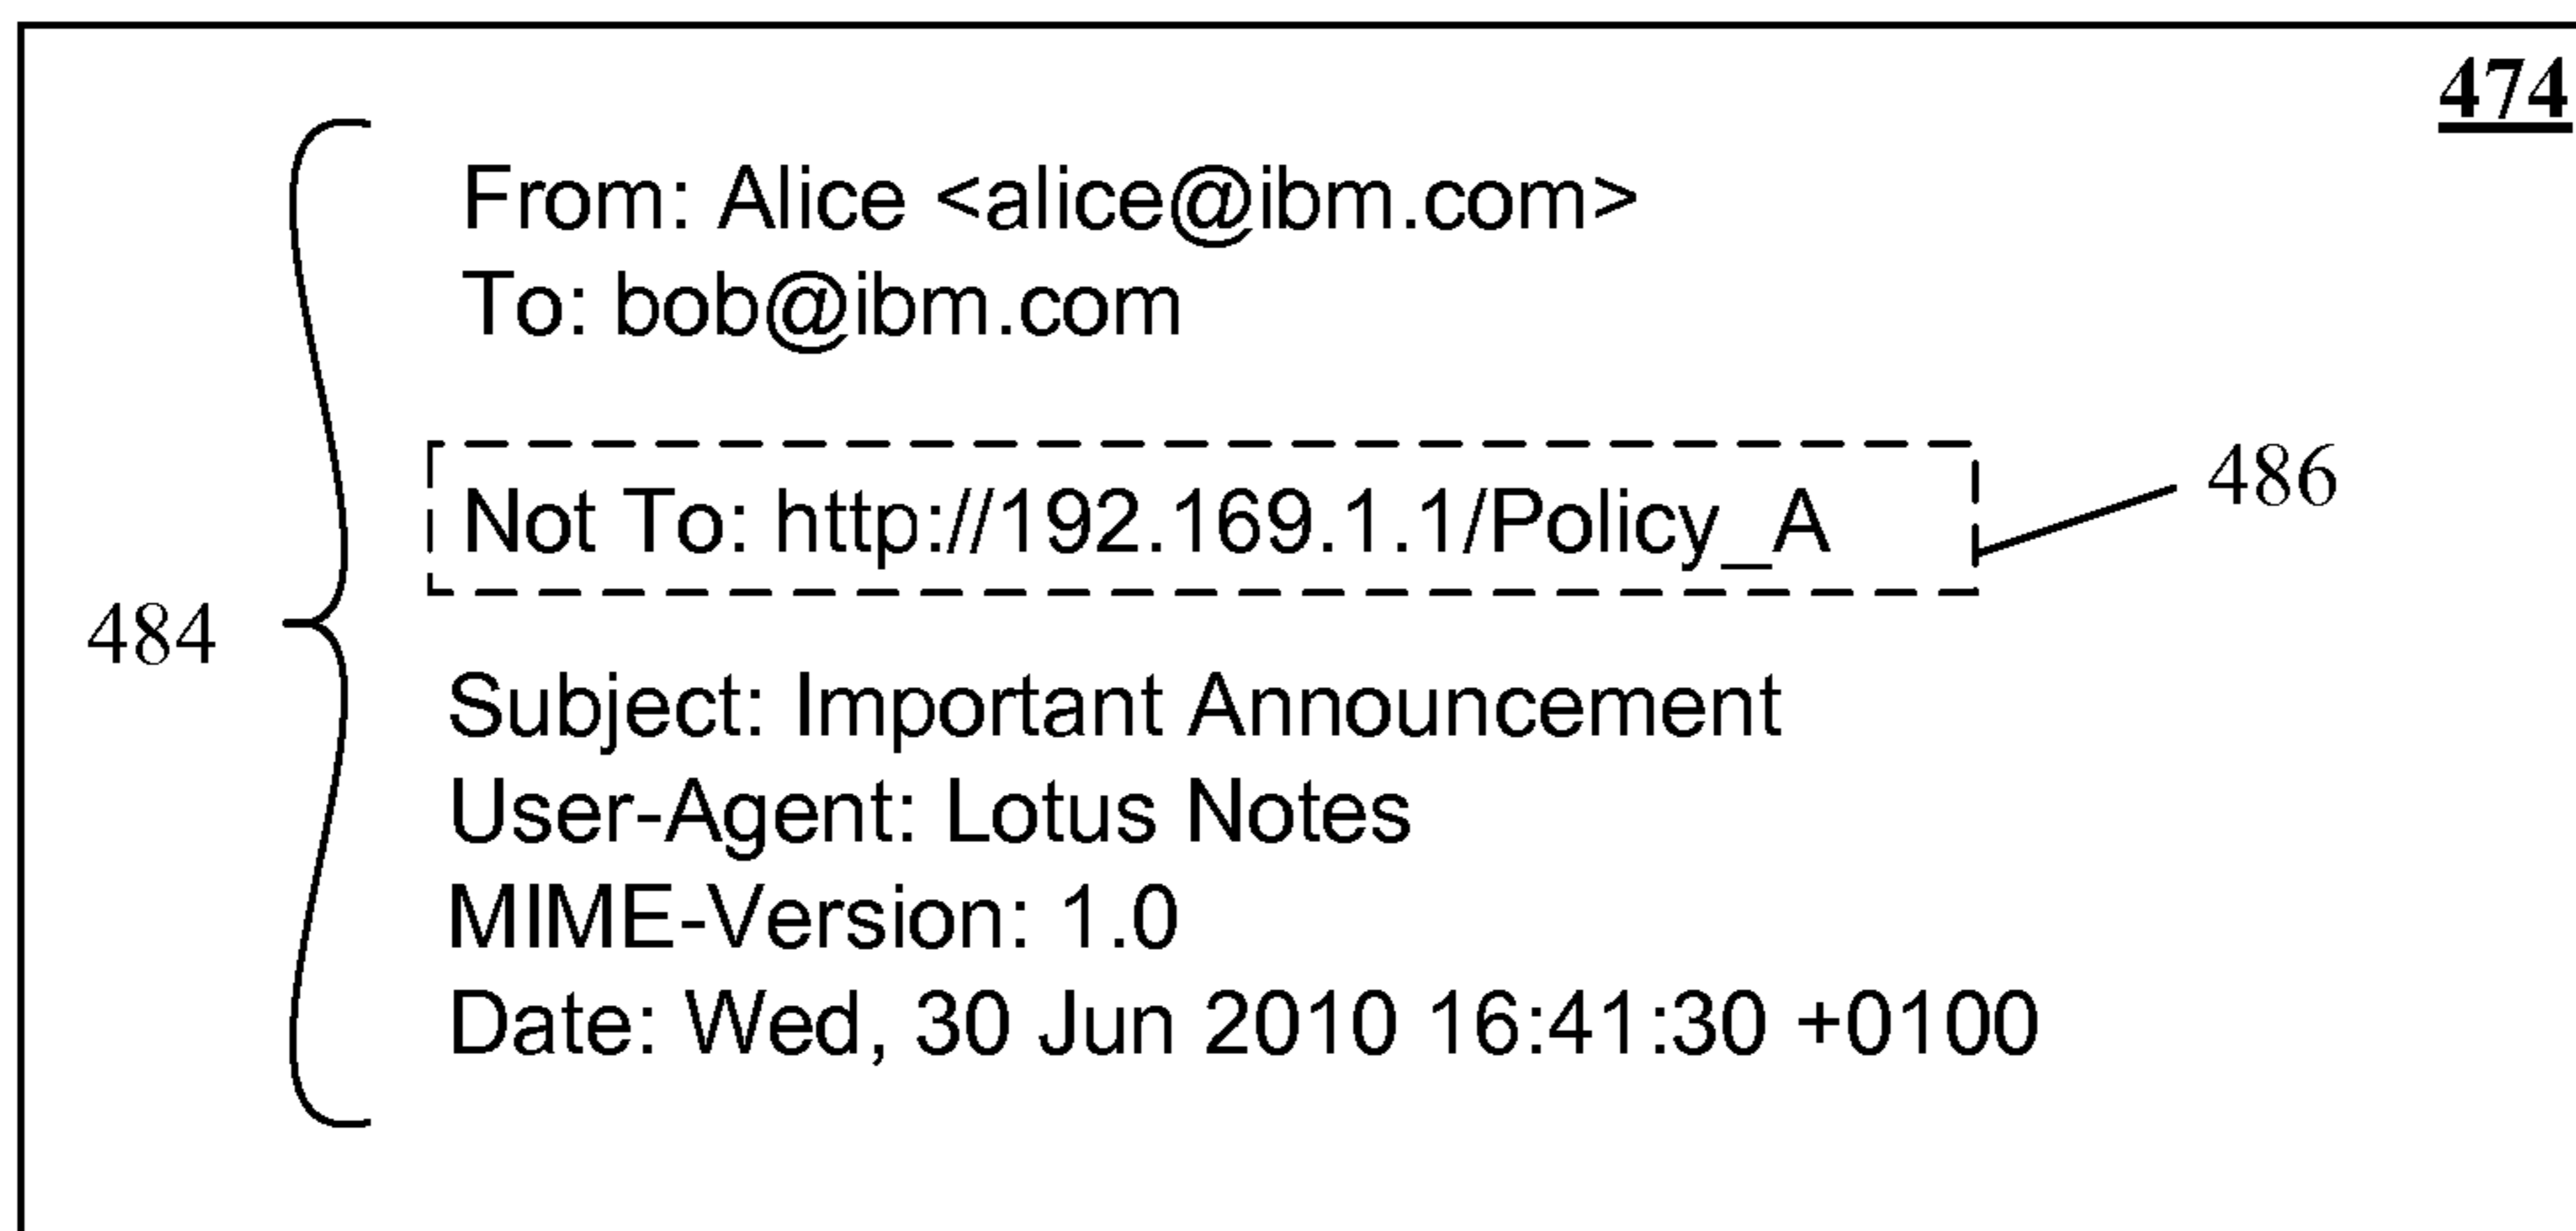 474
From: Alice <alice@ibm.com>
To: bob@ibm.com
Not To: http://192.169.1.1/Policy_A
486
484
Subject: Important Announcement
User-Agent: Lotus Notes
MIME-Version: 1.0
Date: Wed, 30 Jun 2010 16:41:30 +0100